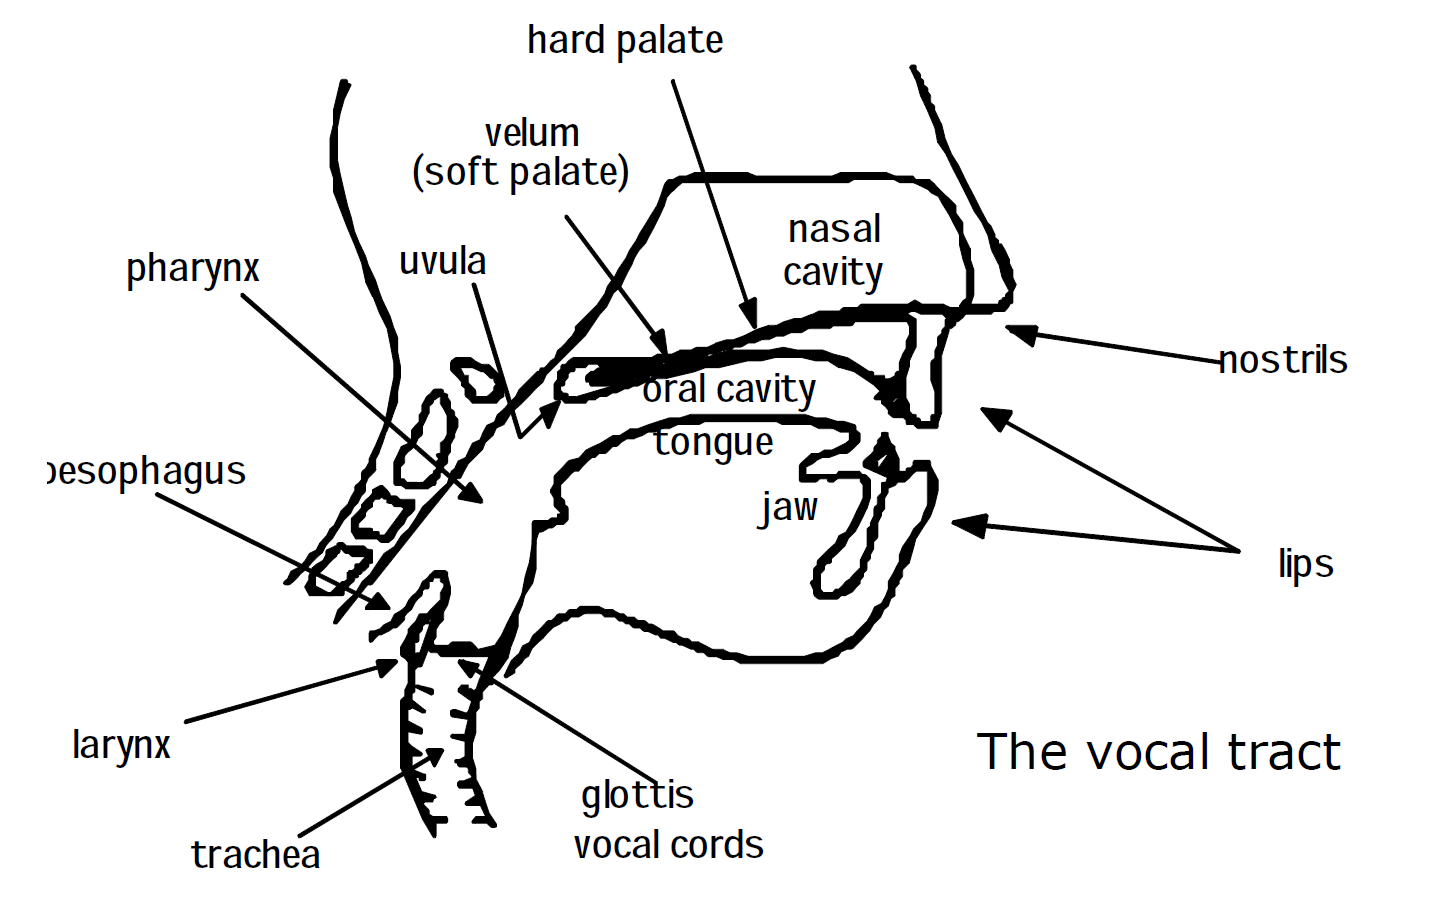 hard palate
velum
(soft palate)
nasal
cavity
uvula
pharynx
nostrils
oral cavity
tongue
oesophagus
jaw
lips
larynx
The vocal tract
glottis
vocal cords
trachea